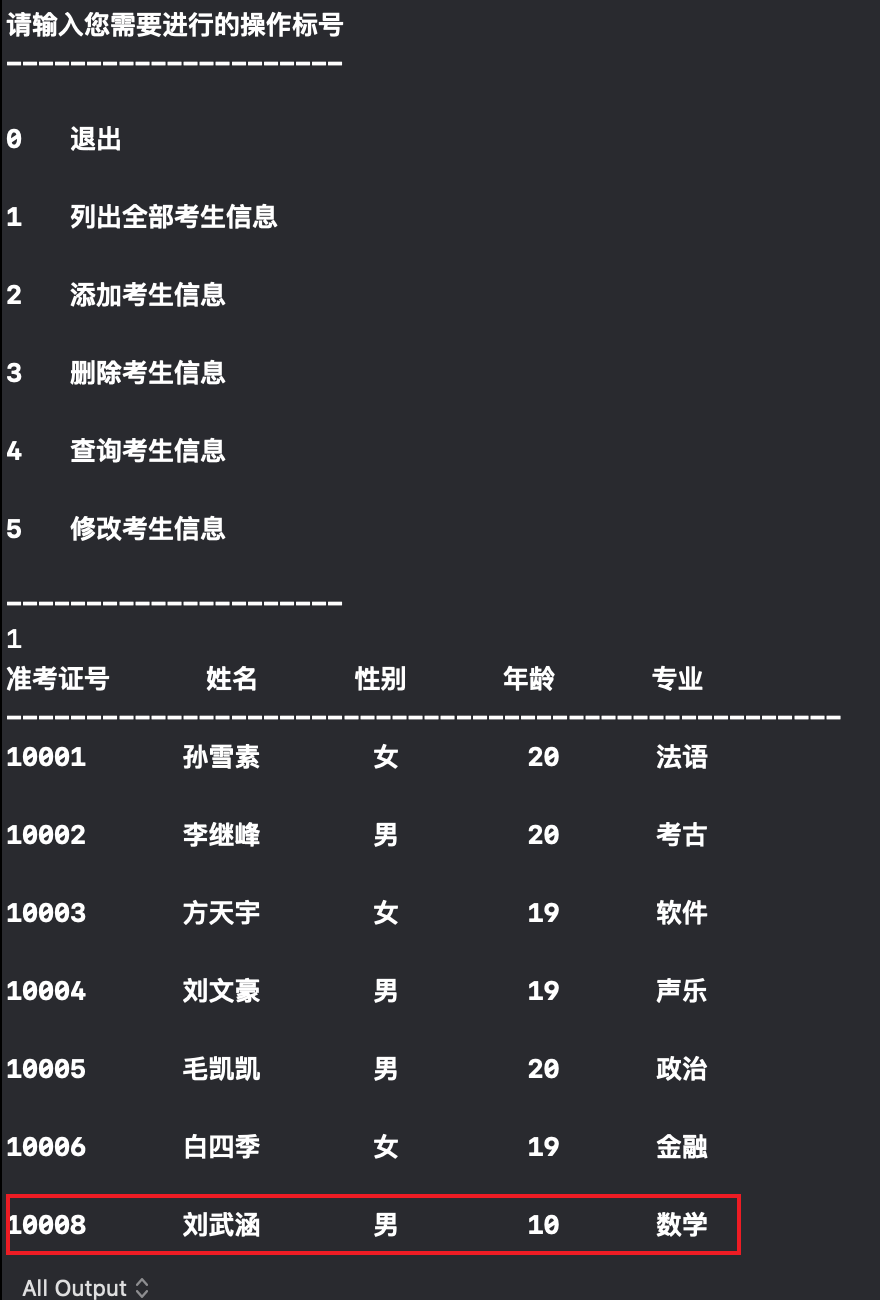 请输入您需要进行的操作标号
---------------------
0 退出
1 列出全部考生信息
2 添加考生信息
3 删除考生信息
4 查询考生信息
5 修改考生信息
---------------------
1
准考证号 姓名 性别 年龄 专业
----------------------------------------------------
10001 孙雪素 女 20 法语
10002 李继峰 男 20 考古
10003 方天宇 女 19 软件
10004 刘文豪 男 19 声乐
10005 毛凯凯 男 20 政治
10006 白四季 女 19 金融
10008 刘武涵 男 10 数学
All Output